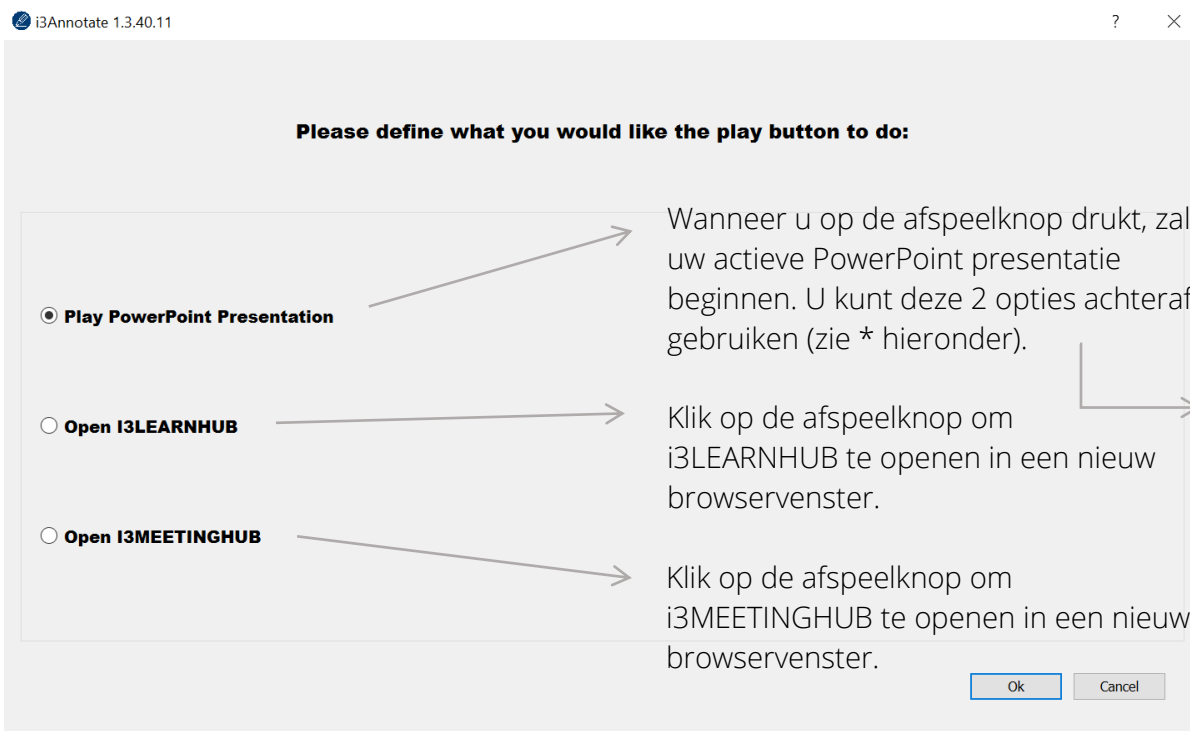 i3Annotate 1.3.40.11
?
Please define what you would like the play button to do:
Wanneer u op de afspeelknop drukt, zal
uw actieve PowerPoint presentatie
beginnen. U kunt deze 2 opties achteraf
gebruiken (zie * hieronder).
Play PowerPoint Presentation
Klik op de afspeelknop om
i3LEARNHUB te openen in een nieuw
browservenster.
Open I3LEARNHUB
Klik op de afspeelknop om
i3MEETINGHUB te openen in een nieuw
browservenster.
Open I3MEETINGHUB
Ok
Cancel